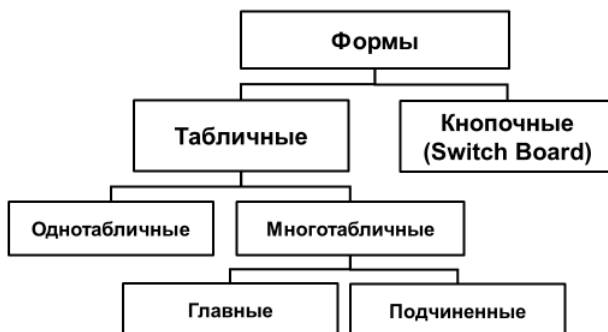 Формы
Табличные
Кнопочные
(Switch Board)
Однотабличные
Многотабличные
Главные
Подчиненные